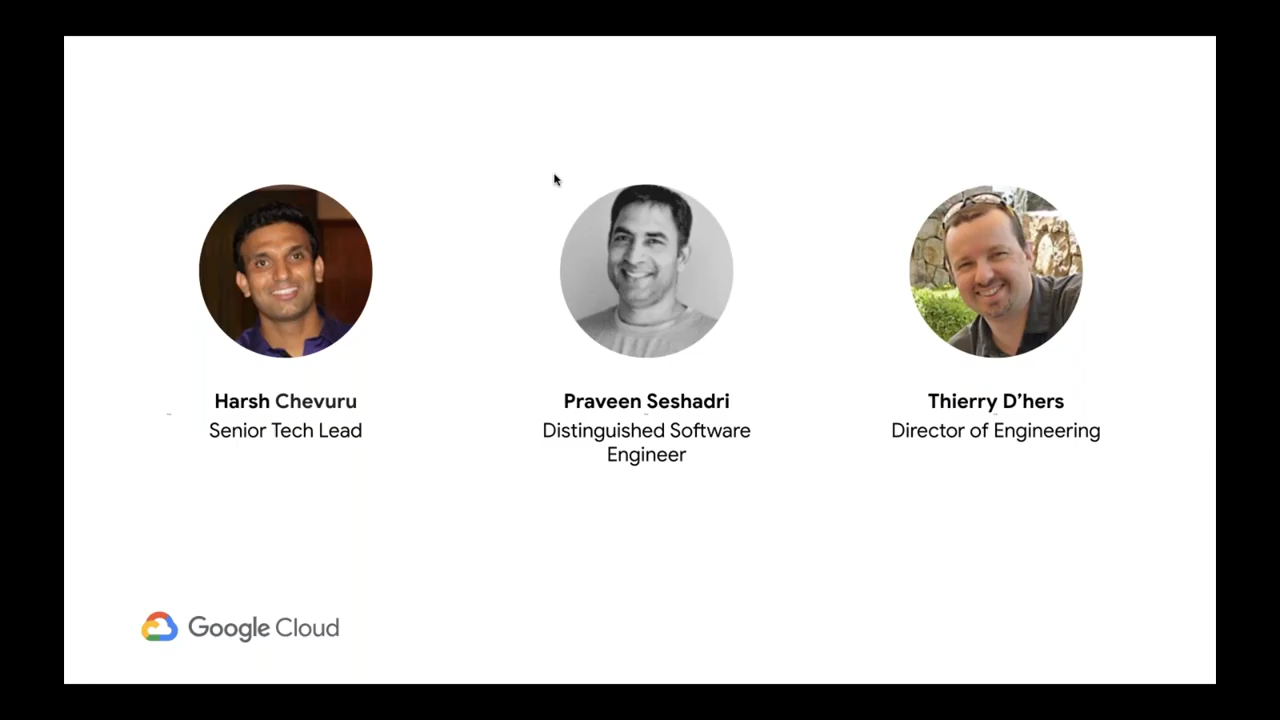 Harsh Chevuru
Senior Tech Lead
Praveen Seshadri
Distinguished Software
Engineer
Thierry D’hers
Director of Engineering
Google Cloud